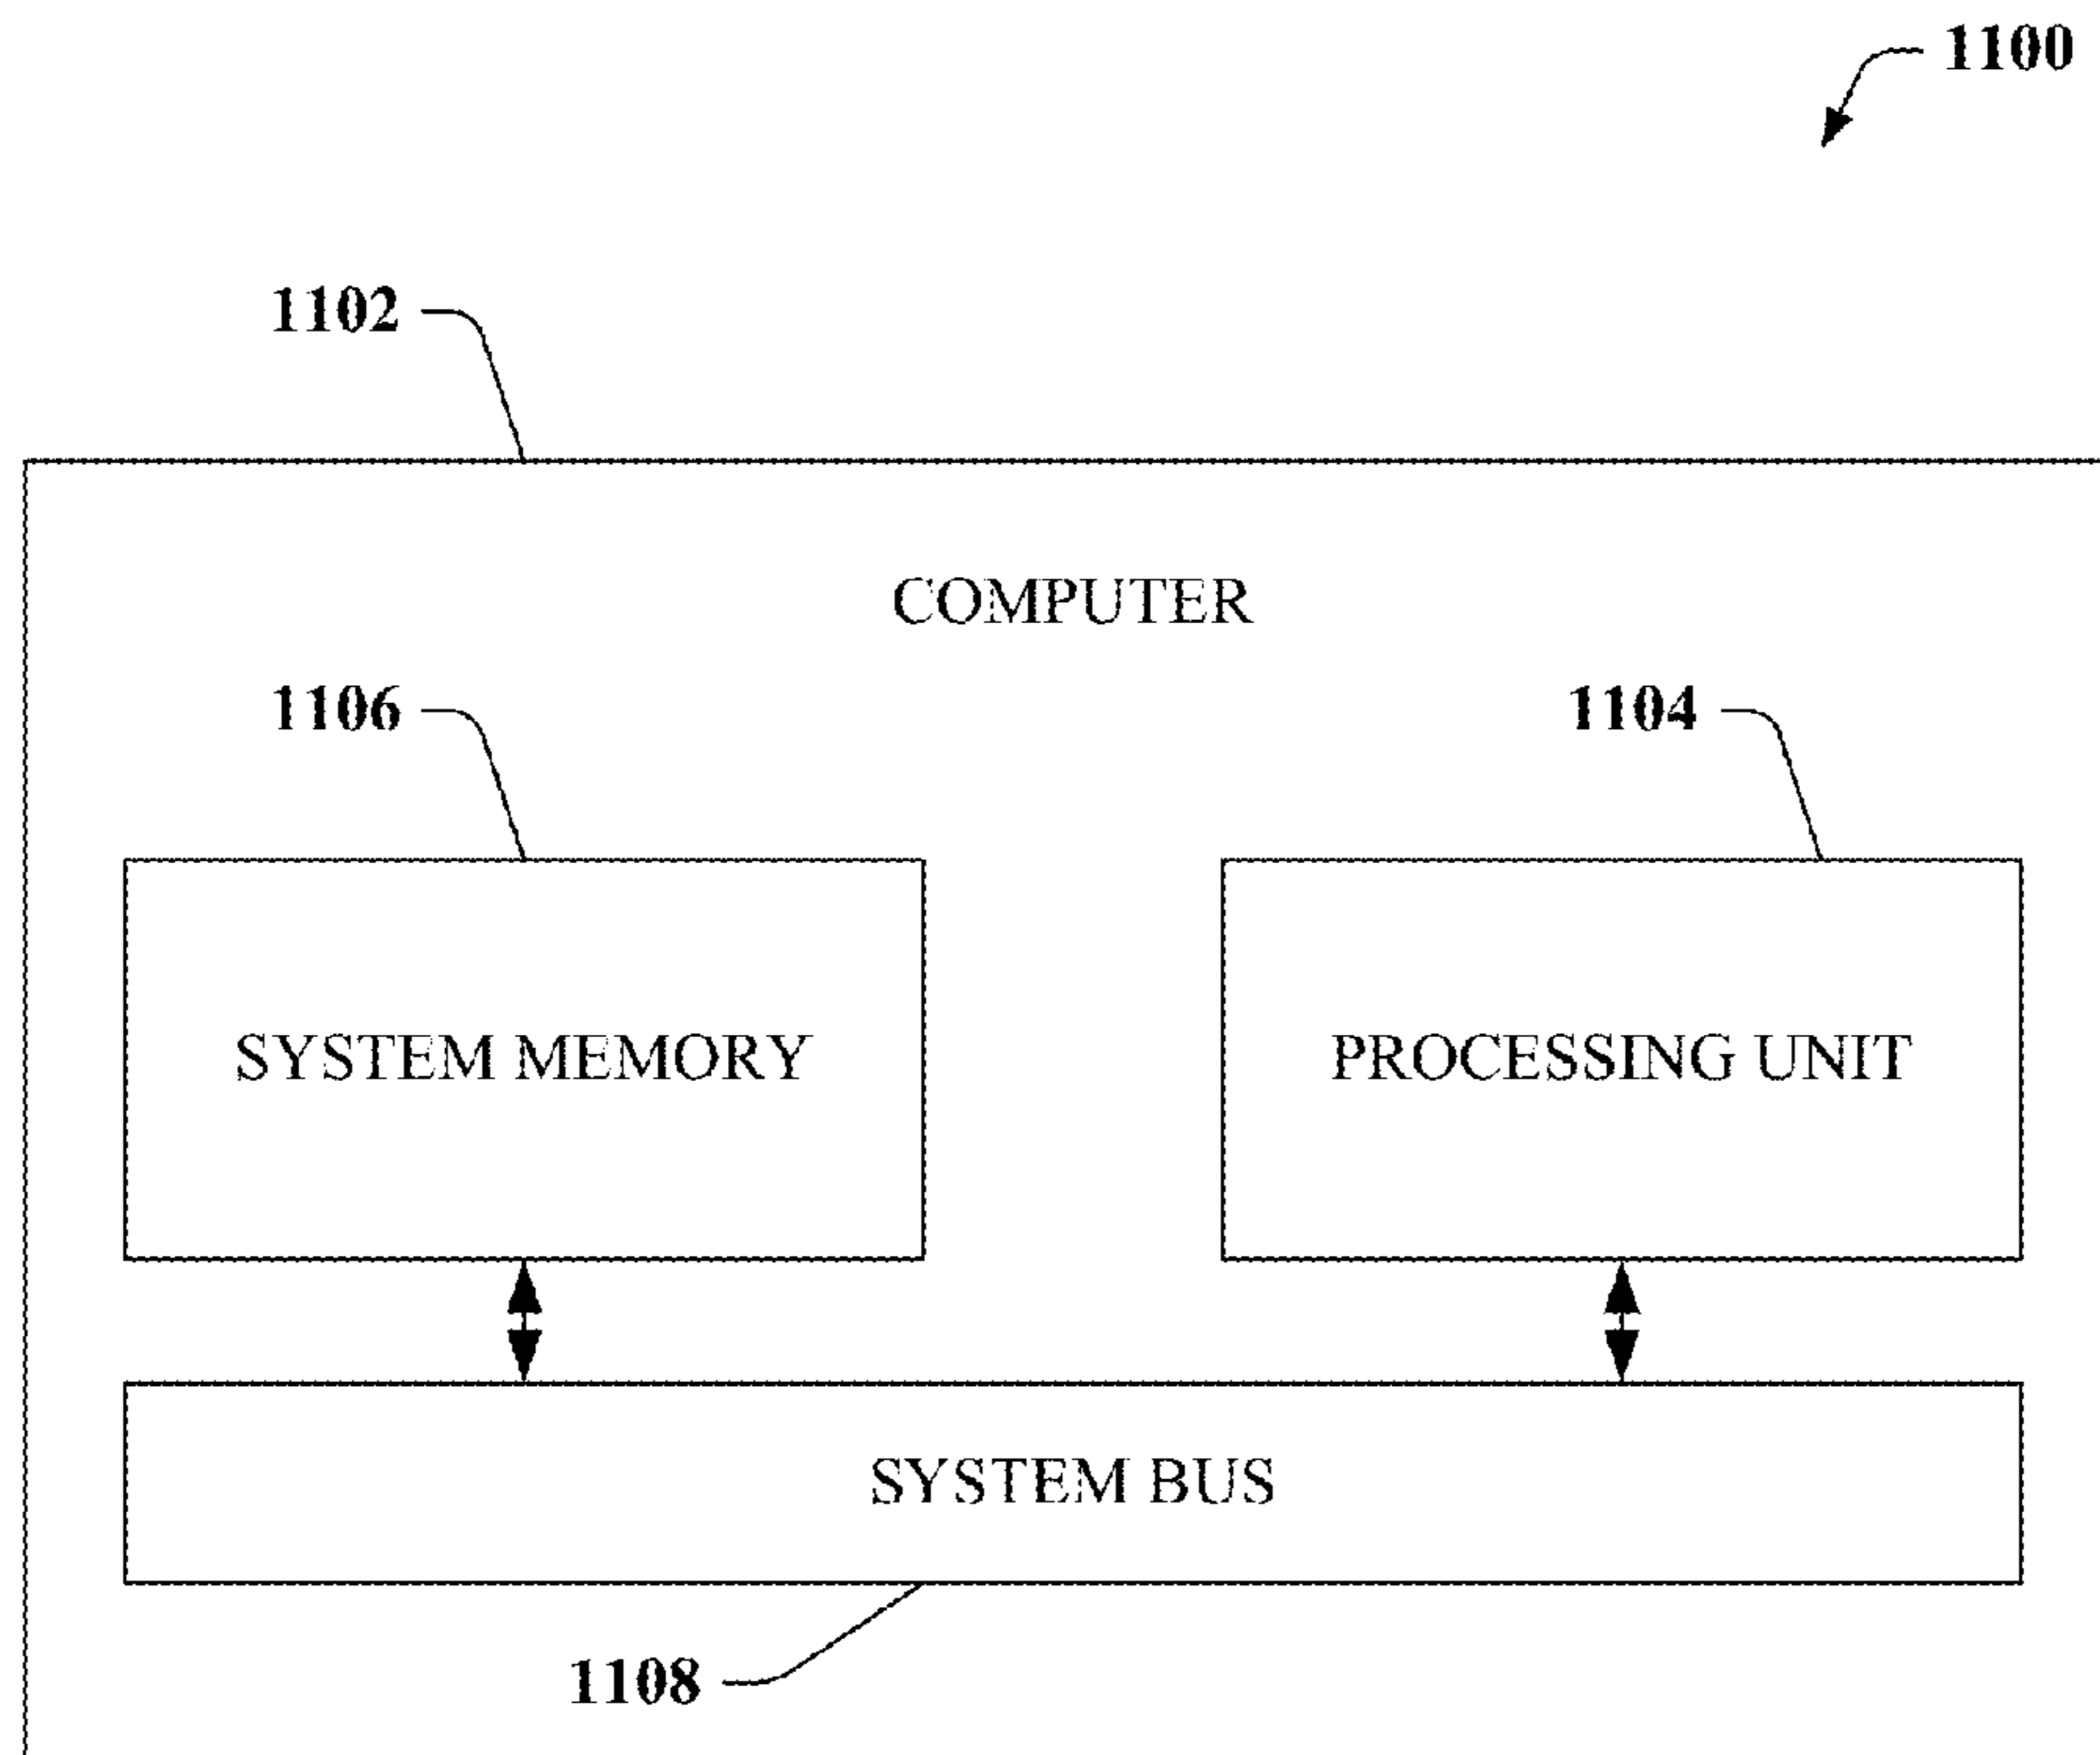 1100
1102
COMPUTER
1106
1104
SYSTEM MEMORY
PROCESSING UNIT
SYSTEM BUS
1108